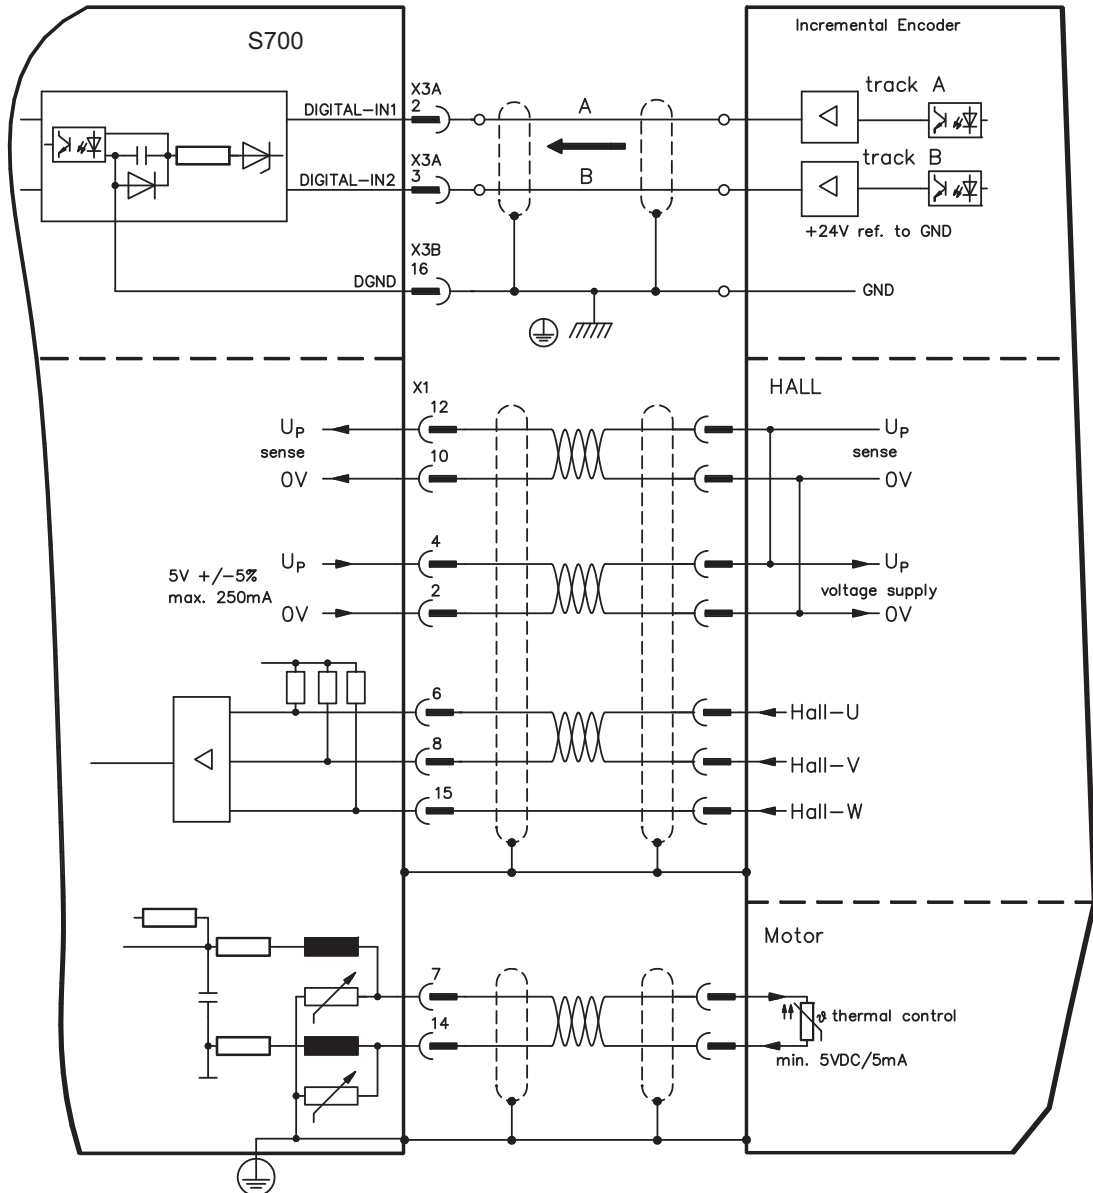 S700
Incremental Encoder
X3A
2
DIGITAL-IN1
A
track A
X3A
3
DIGITAL-IN2
B
track B
+24V ref. to GND
X3B
16
DGND
GND
X1
HALL
12
UP
sense
10
0V
UP
sense
0V
4
UP
5V +/-5%
max. 250mA
2
0V
UP
voltage supply
0V
6
Hall-U
8
Hall-V
15
Hall-W
Motor
7
14
ϑ thermal control
min. 5VDC/5mA